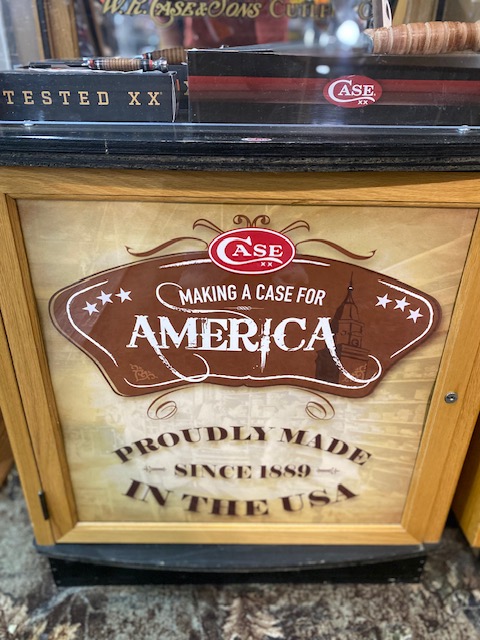 W.R. CASE & SONS CUTLERY
TESTED XX
CASE
XX
CASE
XX
MAKING A CASE FOR
AMERICA
PROUDLY MADE
SINCE 1889
IN THE USA